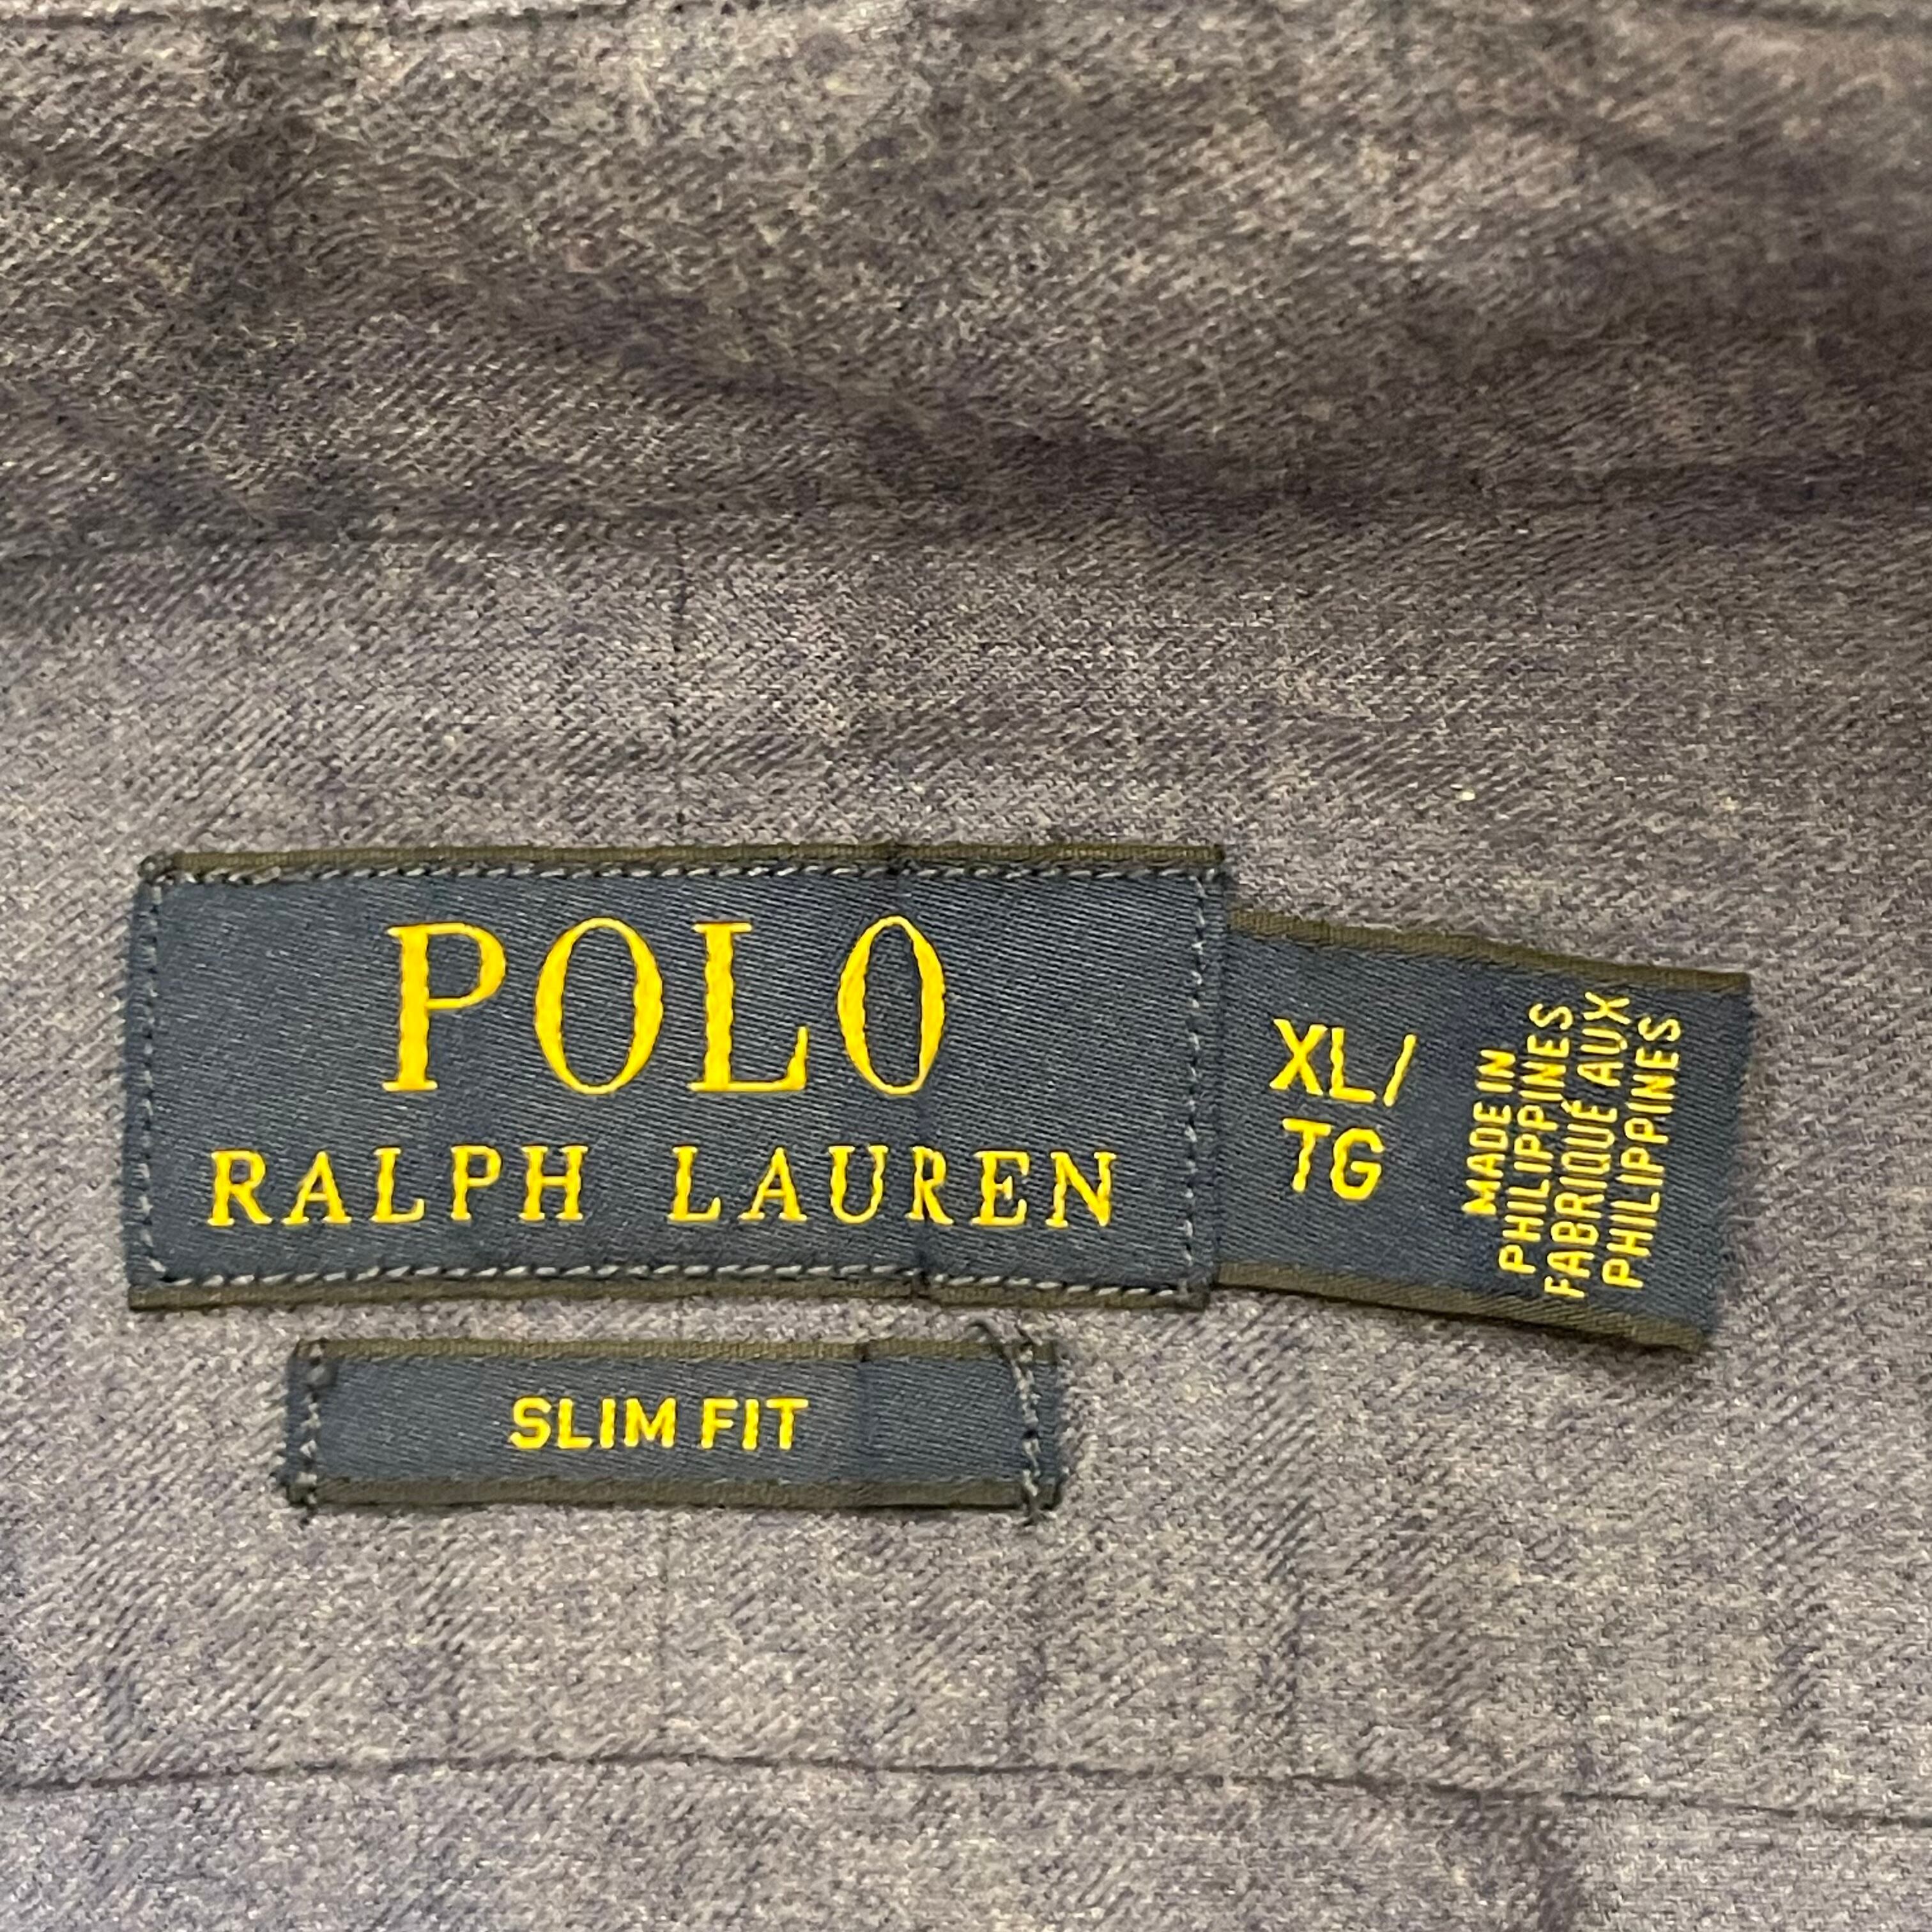 POLO
RALPH LAUREN
XL/
TG
MADE IN
PHILIPPINES
FABRIQUÉ AUX
PHILIPPINES
SLIM FIT